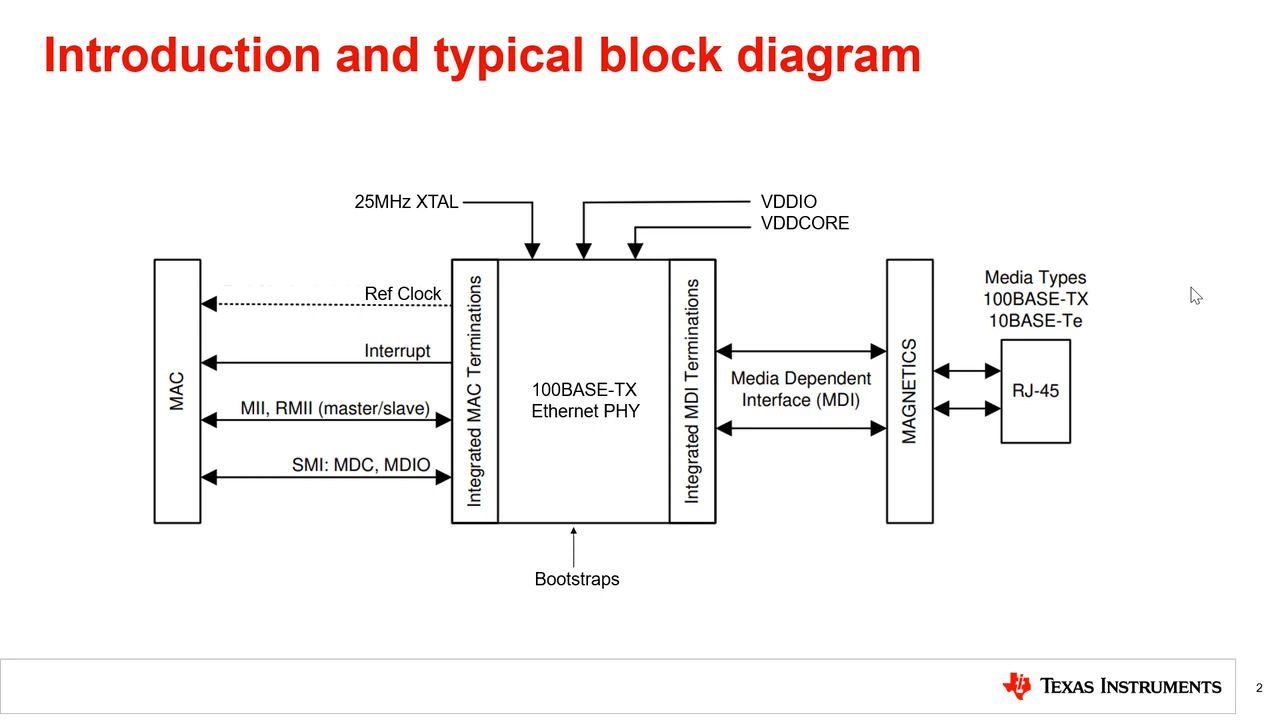 Introduction and typical block diagram
25MHz XTAL
VDDIO
VDDCORE
MAC
Ref Clock
Interrupt
MII, RMII (master/slave)
SMI: MDC, MDIO
Integrated MAC Terminations
100BASE-TX
Ethernet PHY
Integrated MDI Terminations
Media Dependent
Interface (MDI)
MAGNETICS
Media Types
100BASE-TX
10BASE-Te
RJ-45
Bootstraps
TEXAS INSTRUMENTS
2